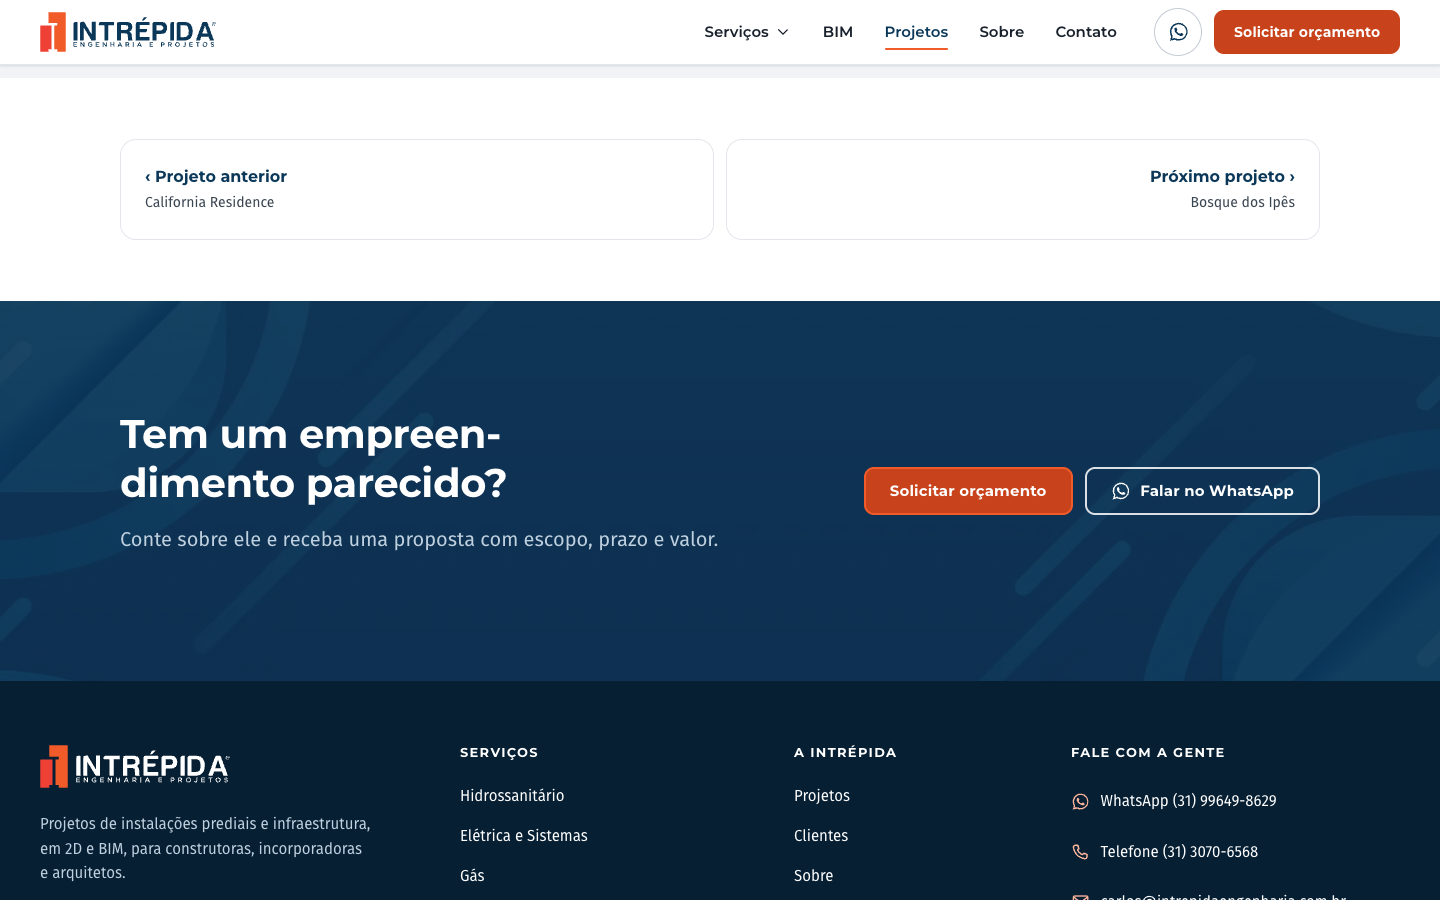 INTRÉPIDA
ENGENHARIA E PROJETOS
Serviços
BIM
Projetos
Sobre
Contato
Solicitar orçamento
‹ Projeto anterior
California Residence
Próximo projeto ›
Bosque dos Ipês
Tem um empreen-
dimento parecido?
Conte sobre ele e receba uma proposta com escopo, prazo e valor.
Solicitar orçamento
Falar no WhatsApp
INTRÉPIDA
ENGENHARIA E PROJETOS
Projetos de instalações prediais e infraestrutura,
em 2D e BIM, para construtoras, incorporadoras
e arquitetos.
SERVIÇOS
Hidrossanitário
Elétrica e Sistemas
Gás
A INTRÉPIDA
Projetos
Clientes
Sobre
FALE COM A GENTE
WhatsApp (31) 99649-8629
Telefone (31) 3070-6568